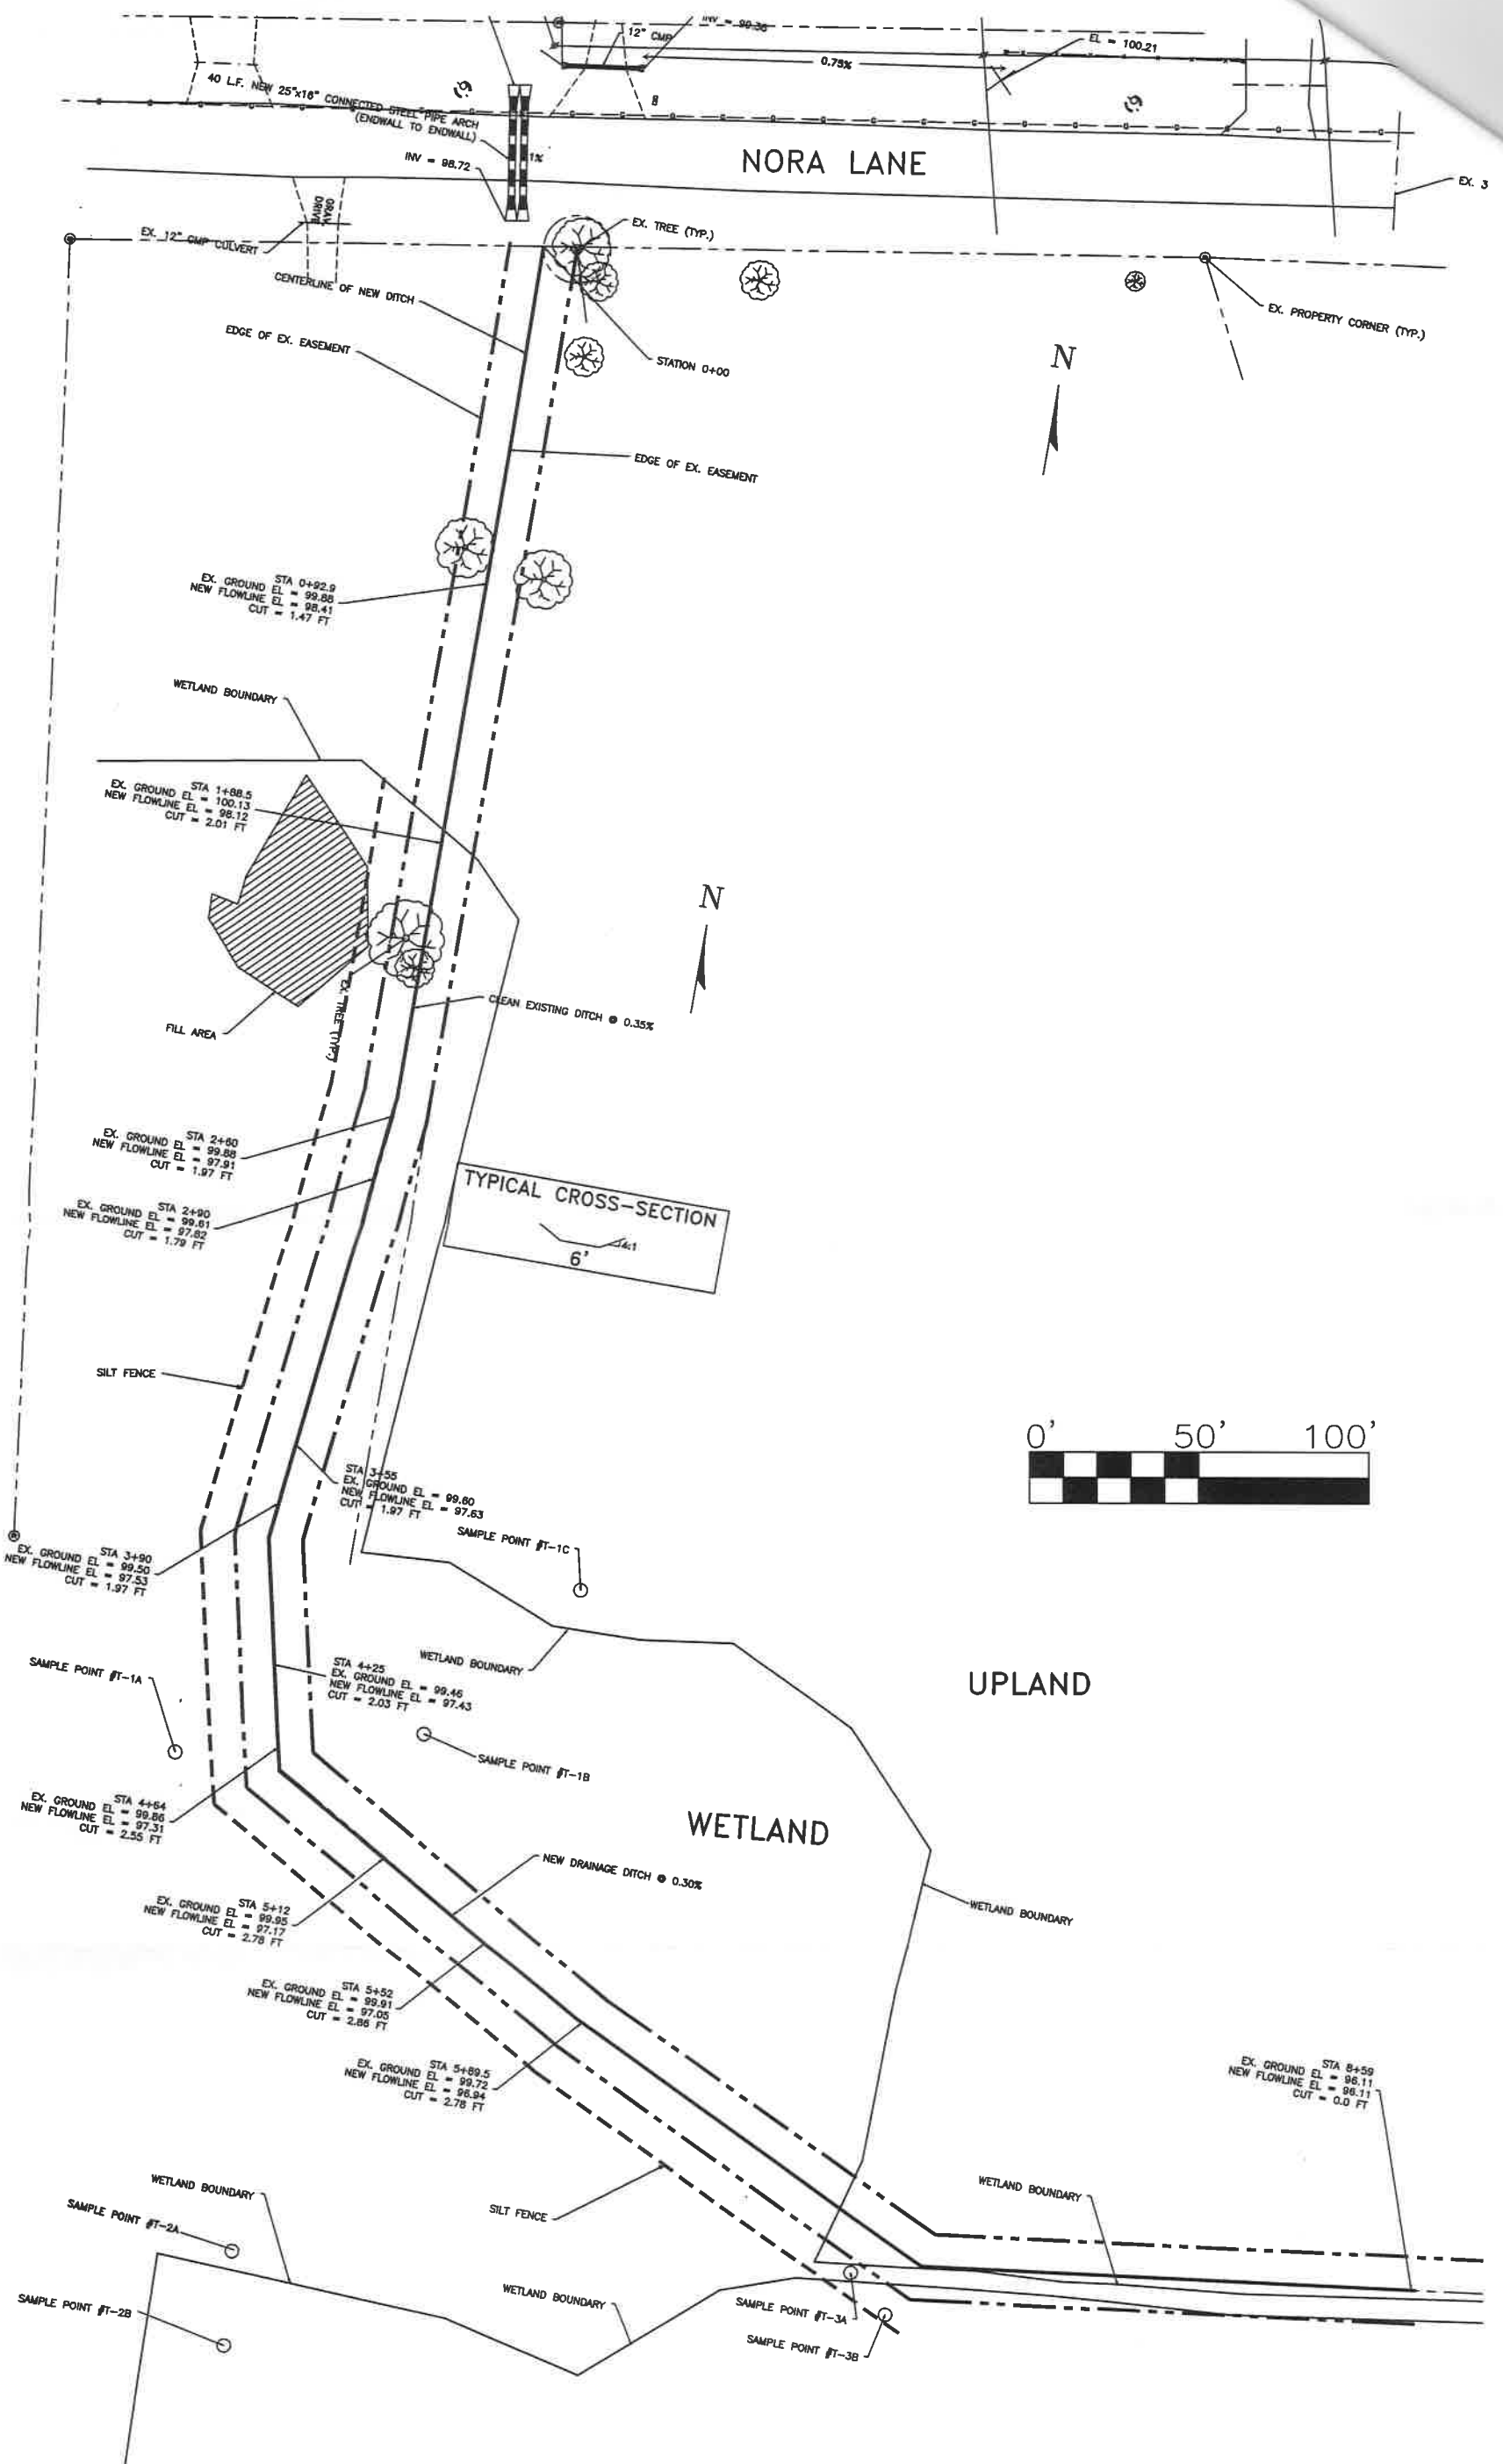 INV = 90.36
12" CMP
EL = 100.21
0.75%
40 L.F. NEW 25"x16" CONNECTED STEEL PIPE ARCH
(ENDWALL TO ENDWALL)
8
INV = 98.72
1%
NORA LANE
EX. 3
GRAV
DRIVE
EX. 12" CMP CULVERT
EX. TREE (TYP.)
CENTERLINE OF NEW DITCH
EX. PROPERTY CORNER (TYP.)
EDGE OF EX. EASEMENT
STATION 0+00
N
EDGE OF EX. EASEMENT
STA 0+92.9
EX. GROUND EL = 99.88
NEW FLOWLINE EL = 98.41
CUT = 1.47 FT
WETLAND BOUNDARY
STA 1+88.5
EX. GROUND EL = 100.13
NEW FLOWLINE EL = 98.12
CUT = 2.01 FT
N
EX. TREE (TYP.)
CLEAN EXISTING DITCH @ 0.35%
FILL AREA
STA 2+60
EX. GROUND EL = 99.88
NEW FLOWLINE EL = 97.91
CUT = 1.97 FT
STA 2+90
EX. GROUND EL = 99.61
NEW FLOWLINE EL = 97.82
CUT = 1.79 FT
TYPICAL CROSS-SECTION
4:1
6'
SILT FENCE
0' 50' 100'
STA 3+55
EX. GROUND EL = 99.60
NEW FLOWLINE EL = 97.63
CUT = 1.97 FT
SAMPLE POINT #T-1C
STA 3+90
EX. GROUND EL = 99.50
NEW FLOWLINE EL = 97.53
CUT = 1.97 FT
SAMPLE POINT #T-1A
WETLAND BOUNDARY
STA 4+25
EX. GROUND EL = 99.46
NEW FLOWLINE EL = 97.43
CUT = 2.03 FT
UPLAND
SAMPLE POINT #T-1B
STA 4+64
EX. GROUND EL = 99.86
NEW FLOWLINE EL = 97.31
CUT = 2.55 FT
WETLAND
NEW DRAINAGE DITCH @ 0.30%
WETLAND BOUNDARY
STA 5+12
EX. GROUND EL = 99.95
NEW FLOWLINE EL = 97.17
CUT = 2.78 FT
STA 5+52
EX. GROUND EL = 99.91
NEW FLOWLINE EL = 97.05
CUT = 2.86 FT
STA 5+89.5
EX. GROUND EL = 99.72
NEW FLOWLINE EL = 96.94
CUT = 2.78 FT
STA 8+59
EX. GROUND EL = 96.11
NEW FLOWLINE EL = 96.11
CUT = 0.0 FT
WETLAND BOUNDARY
SAMPLE POINT #T-2A
SILT FENCE
WETLAND BOUNDARY
SAMPLE POINT #T-2B
WETLAND BOUNDARY
SAMPLE POINT #T-3A
SAMPLE POINT #T-3B